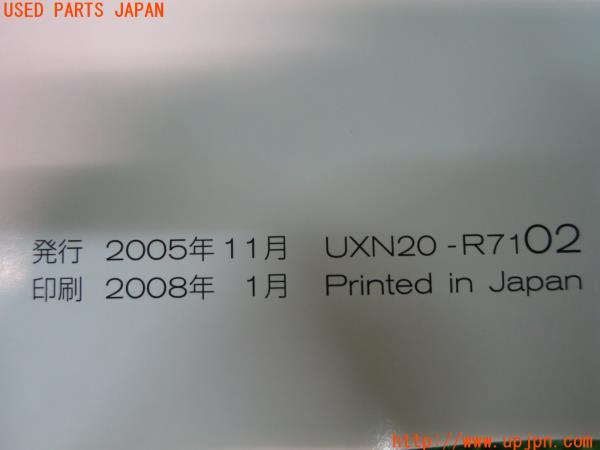 USED PARTS JAPAN
発行 2005年 11月 UXN20 -R7102
印刷 2008年 1月 Printed in Japan
http://www.upjpn.com/